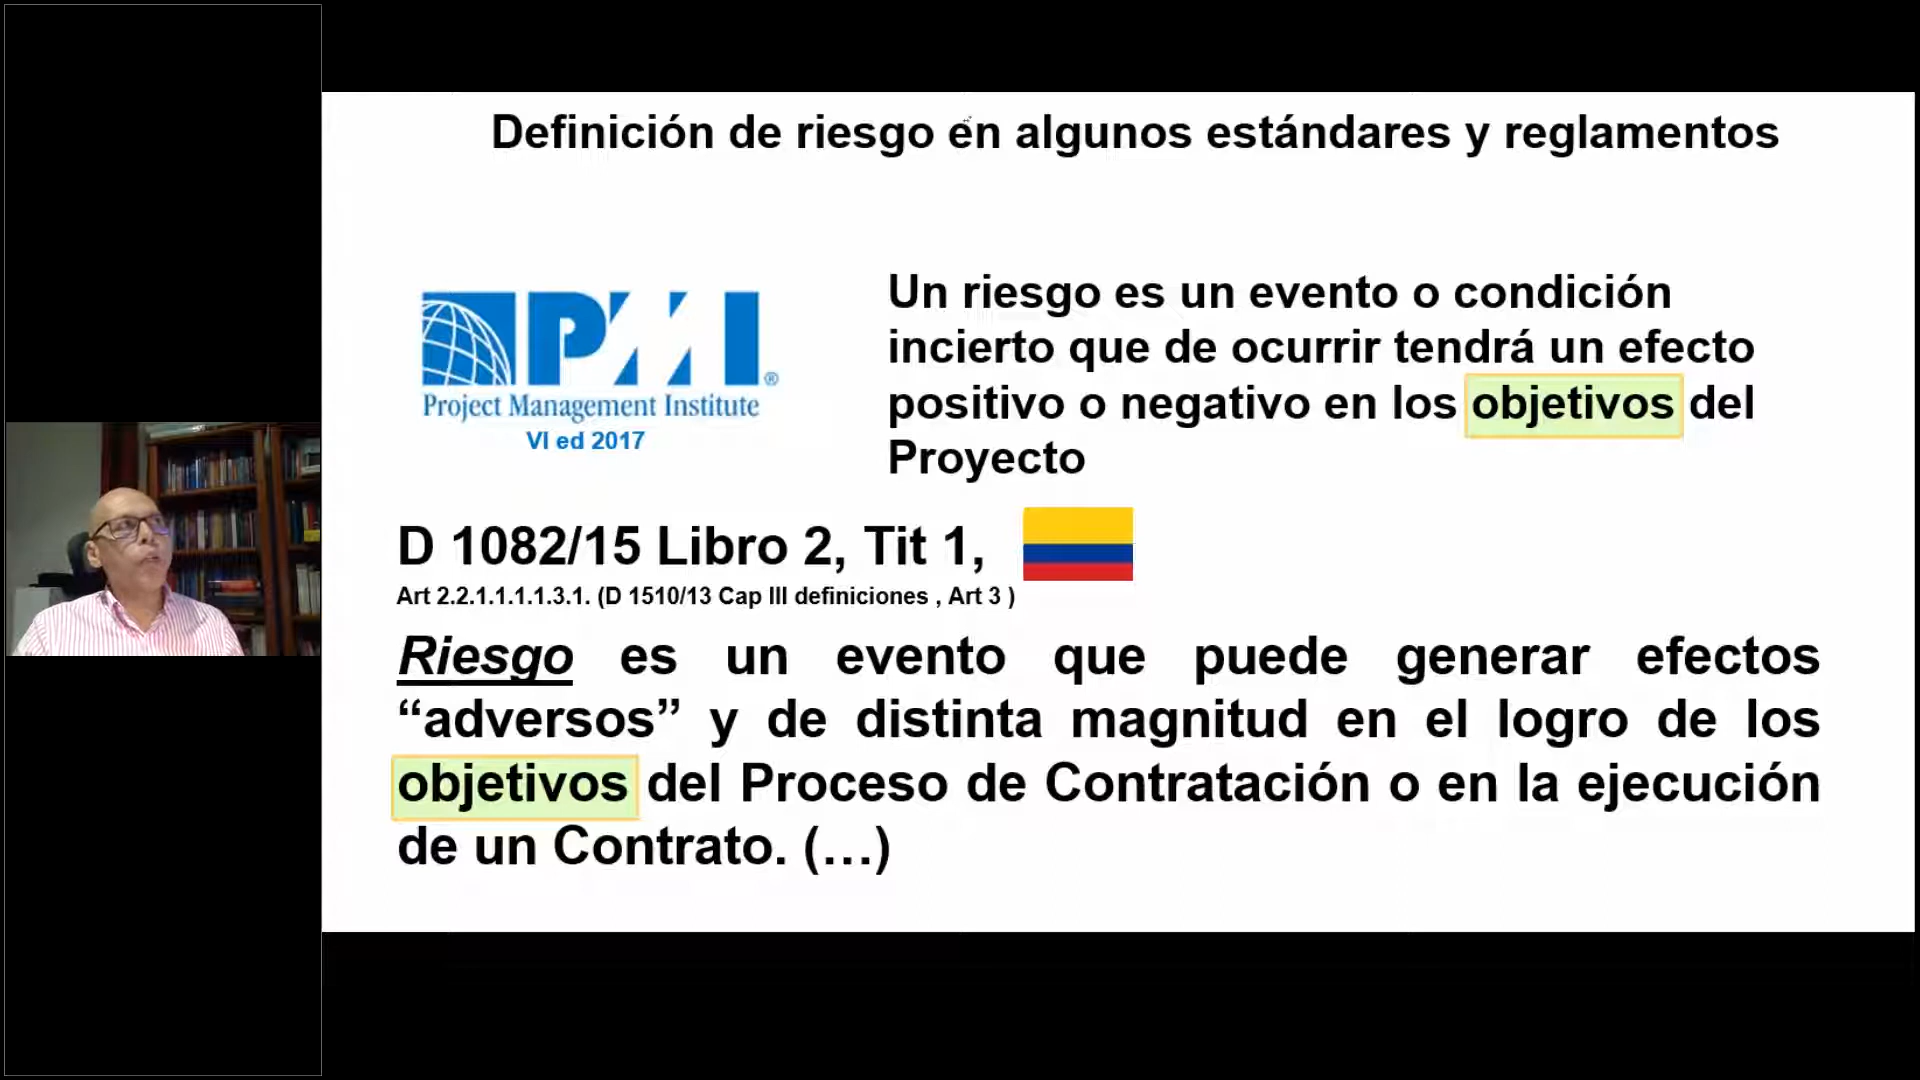 Definición de riesgo en algunos estándares y reglamentos
PMI®
Project Management Institute
VI ed 2017
Un riesgo es un evento o condición
incierto que de ocurrir tendrá un efecto
positivo o negativo en los objetivos del
Proyecto
D 1082/15 Libro 2, Tit 1,
Art 2.2.1.1.1.1.3.1. (D 1510/13 Cap III definiciones , Art 3 )
Riesgo es un evento que puede generar efectos
“adversos” y de distinta magnitud en el logro de los
objetivos del Proceso de Contratación o en la ejecución
de un Contrato. (…)